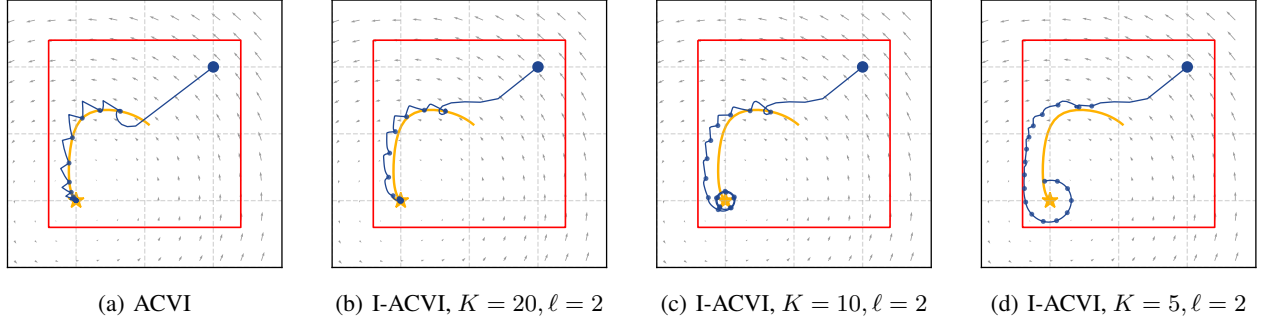 (a) ACVI
(b) I-ACVI, K = 20, ℓ = 2
(c) I-ACVI, K = 10, ℓ = 2
(d) I-ACVI, K = 5, ℓ = 2